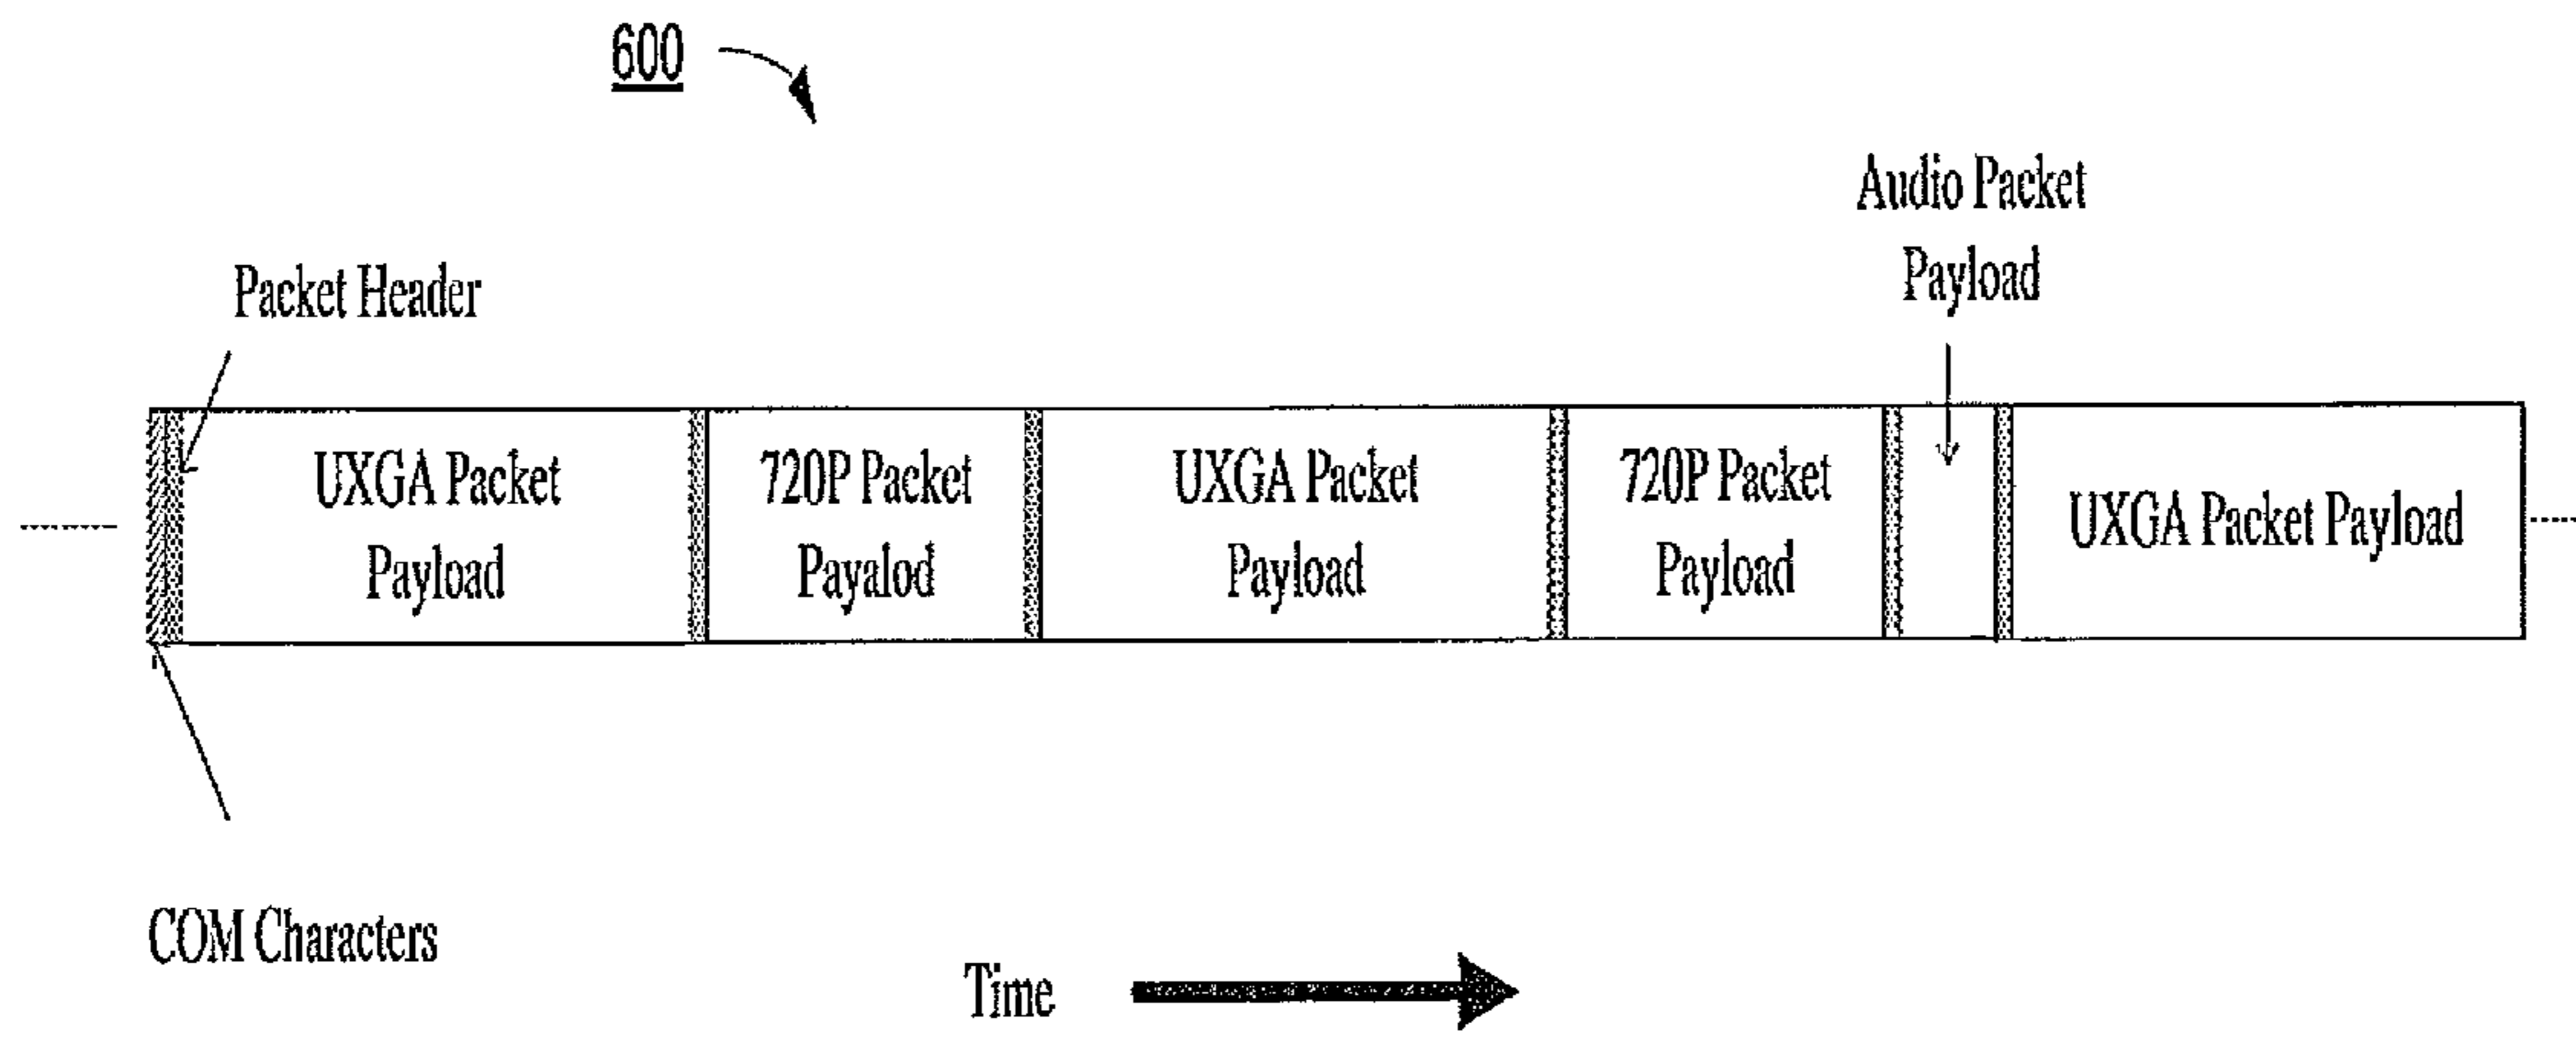 600
Audio Packet
Payload
Packet Header
UXGA Packet
Payload
720P Packet
Payalod
UXGA Packet
Payload
720P Packet
Payload
UXGA Packet Payload
COM Characters
Time